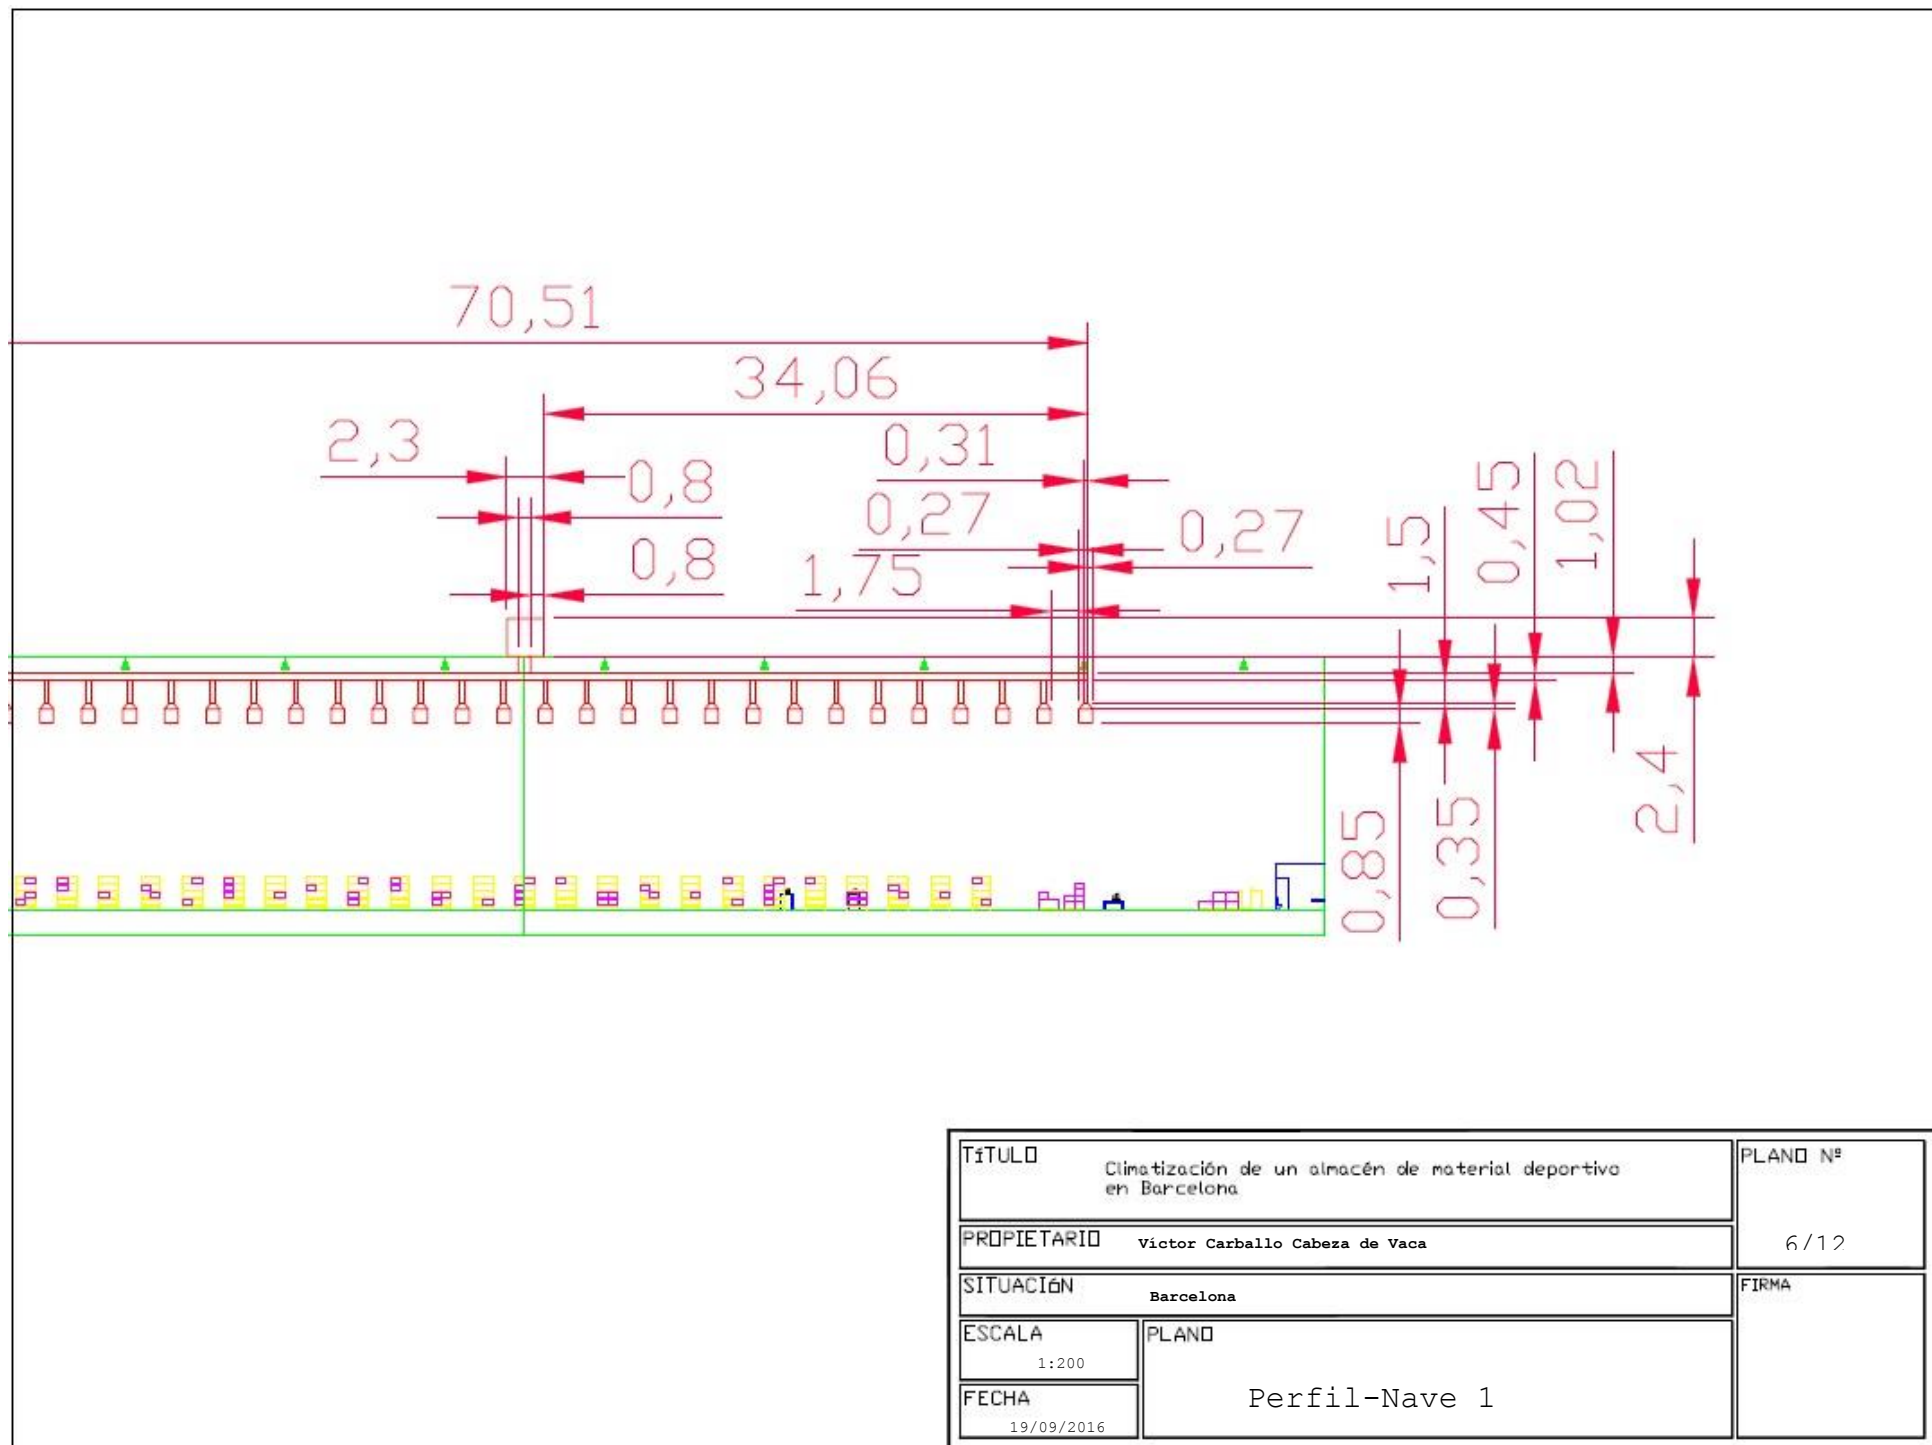 70,51
34,06
2,3
0,31
0,8
0,27
0,27
0,8
1,75
1,5
0,45
1,02
2,4
0,85
0,35
TíTULO
Climatización de un almacén de material deportivo
en Barcelona
PLANO Nº
6/12
PROPIETARIO Víctor Carballo Cabeza de Vaca
SITUACIóN Barcelona
FIRMA
ESCALA
1:200
PLANO
Perfil-Nave 1
FECHA
19/09/2016